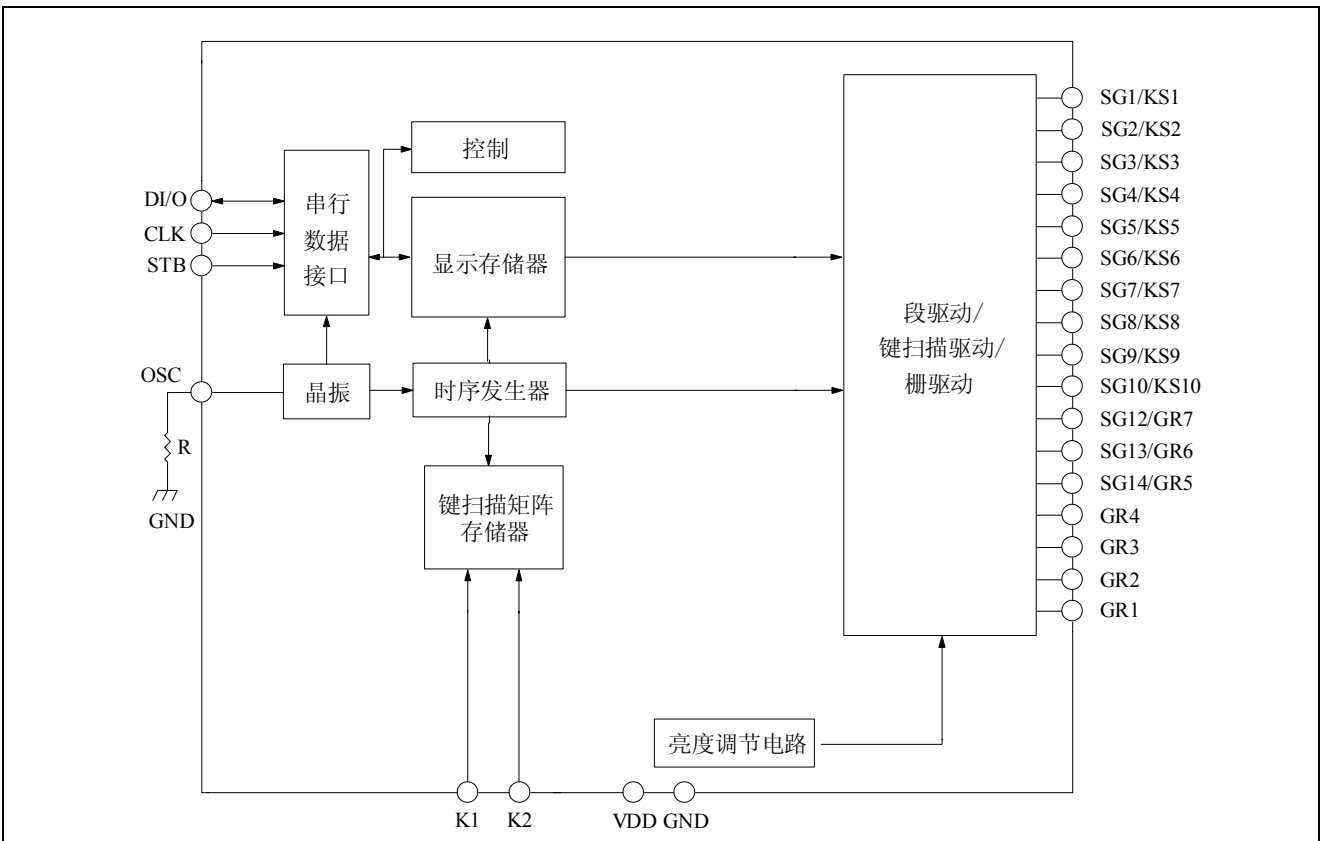 控制
DI/O
CLK
STB
串行
数据
接口
显示存储器
OSC
晶振
时序发生器
R
GND
键扫描矩阵
存储器
段驱动/
键扫描驱动/
栅驱动
SG1/KS1
SG2/KS2
SG3/KS3
SG4/KS4
SG5/KS5
SG6/KS6
SG7/KS7
SG8/KS8
SG9/KS9
SG10/KS10
SG12/GR7
SG13/GR6
SG14/GR5
GR4
GR3
GR2
GR1
亮度调节电路
K1
K2
VDD
GND